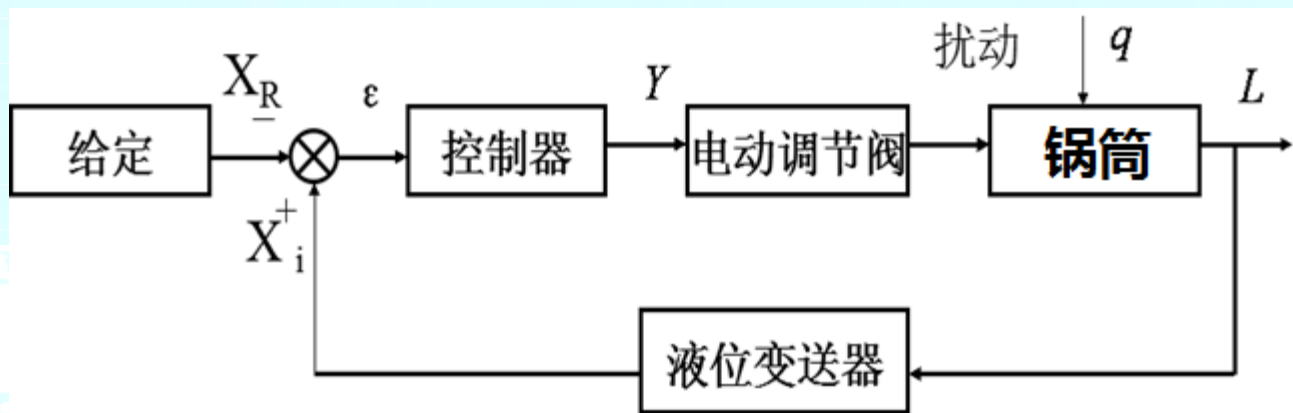 扰动 q
X_R ε Y L
−
给定 控制器 电动调节阀 锅筒
+
X_i
液位变送器